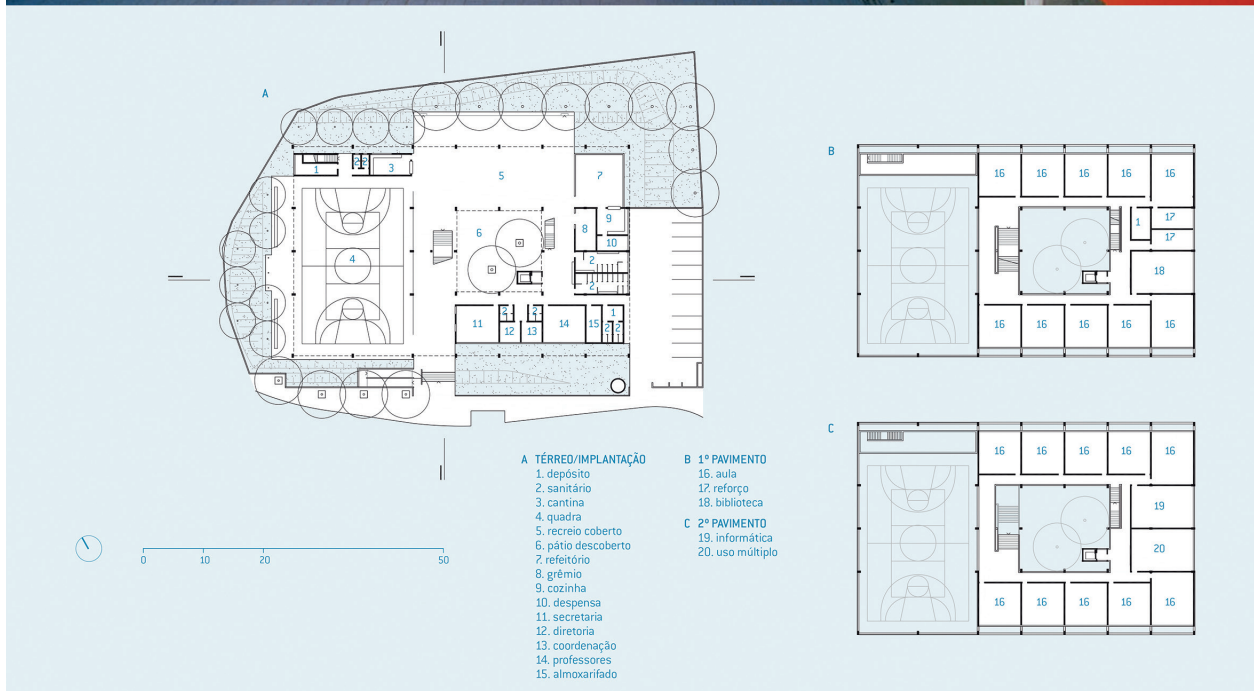 A
1
2
2
3
5
7
6
8
9
10
4
2
2
11
2
12
2
13
14
15
1
2
2
B
16
16
16
16
16
1
17
17
18
16
16
16
16
16
C
16
16
16
16
16
19
20
16
16
16
16
16
0
10
20
50
A TÉRREO/IMPLANTAÇÃO
1. depósito
2. sanitário
3. cantina
4. quadra
5. recreio coberto
6. pátio descoberto
7. refeitório
8. grêmio
9. cozinha
10. despensa
11. secretaria
12. diretoria
13. coordenação
14. professores
15. almoxarifado
B 1º PAVIMENTO
16. aula
17. reforço
18. biblioteca
C 2º PAVIMENTO
19. informática
20. uso múltiplo